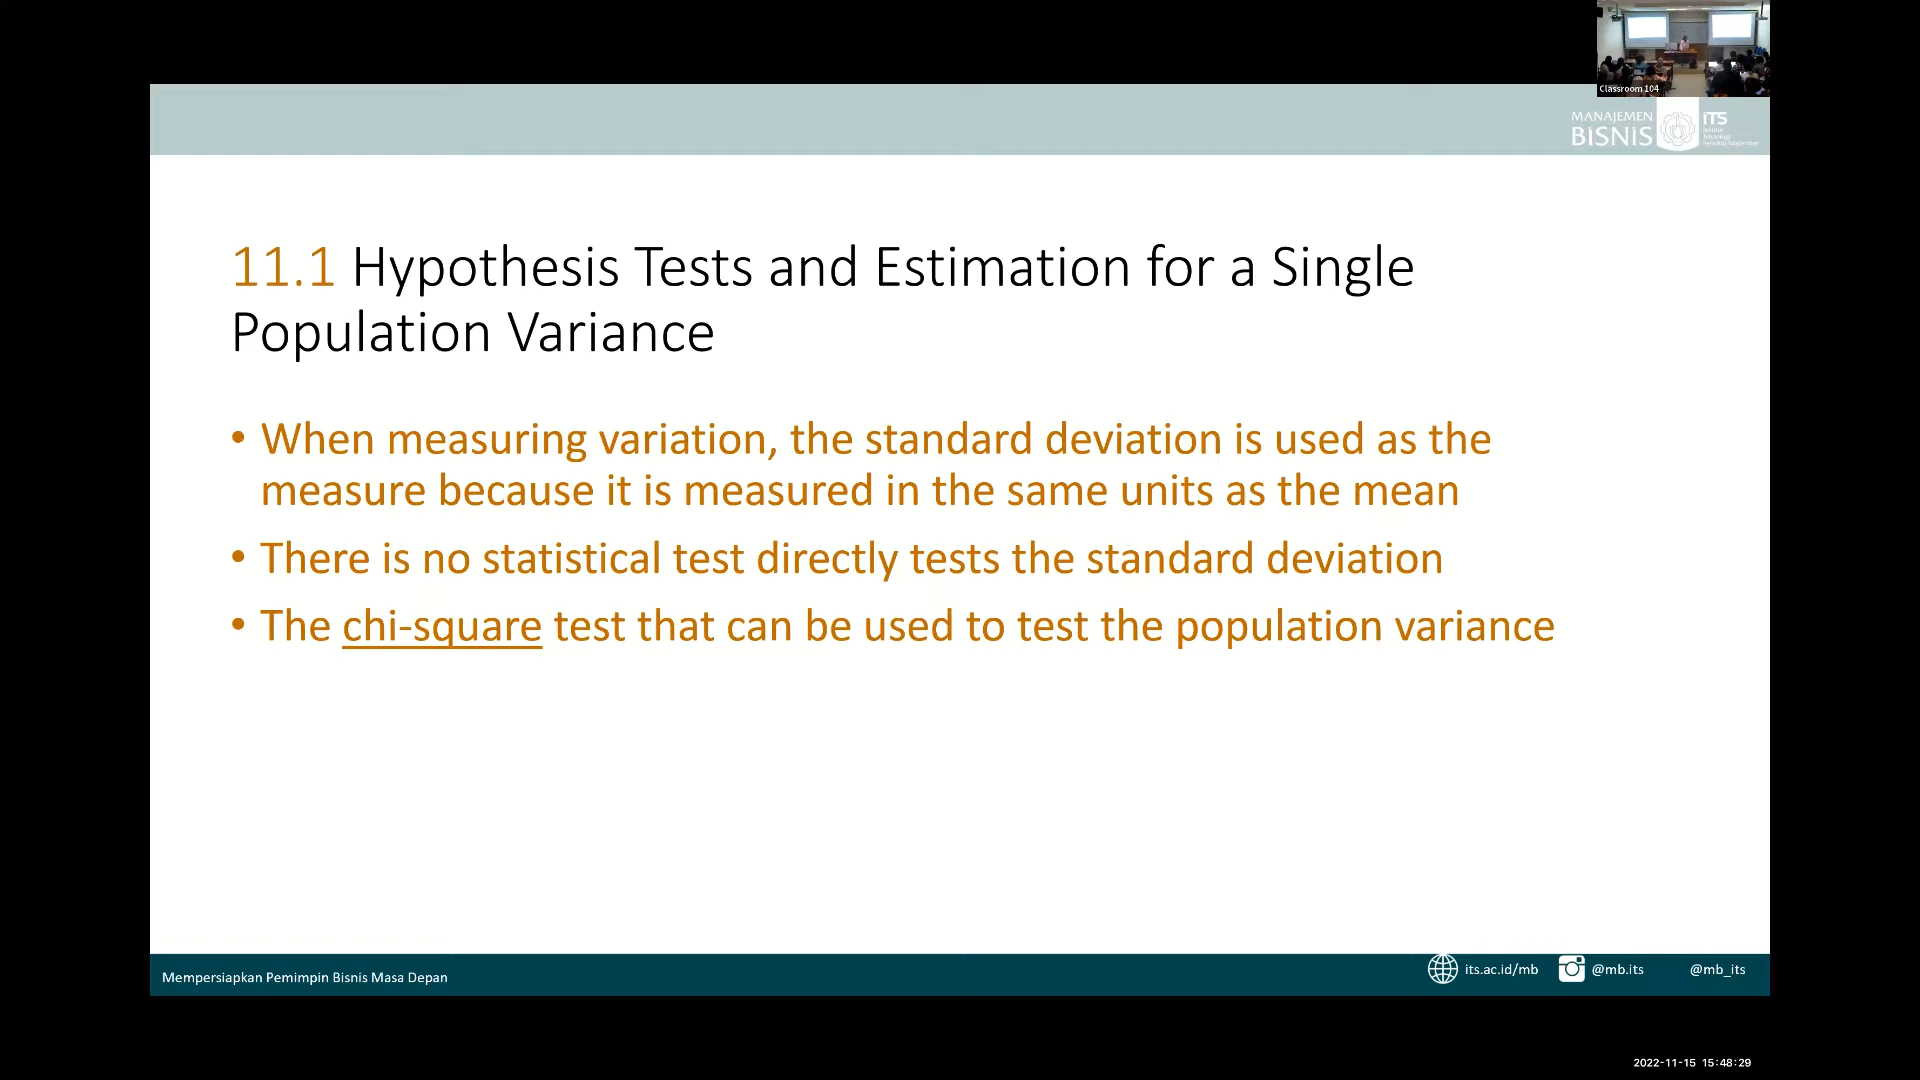 Classroom 104
MANAJEMEN
BISNIS
iTS
Institut
Teknologi
Sepuluh Nopember
11.1 Hypothesis Tests and Estimation for a Single
Population Variance
• When measuring variation, the standard deviation is used as the
measure because it is measured in the same units as the mean
• There is no statistical test directly tests the standard deviation
• The chi-square test that can be used to test the population variance
Mempersiapkan Pemimpin Bisnis Masa Depan
its.ac.id/mb
@mb.its
@mb_its
2022-11-15 15:48:29